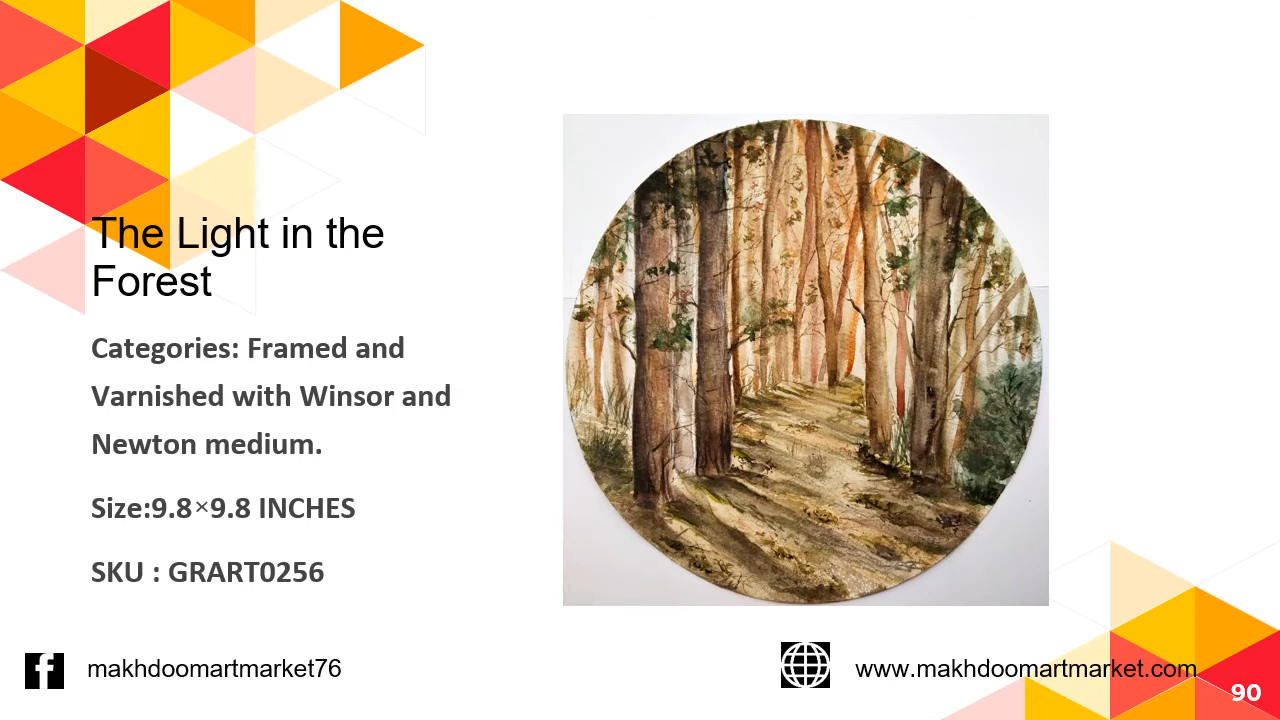 The Light in the
Forest
Categories: Framed and
Varnished with Winsor and
Newton medium.
Size:9.8×9.8 INCHES
SKU : GRART0256
makhdoomartmarket76
www.makhdoomartmarket.com
90